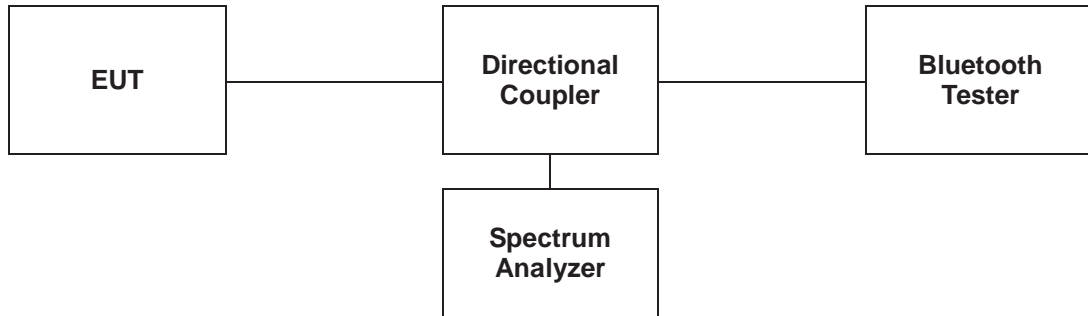 EUT
Directional
Coupler
Bluetooth
Tester
Spectrum
Analyzer